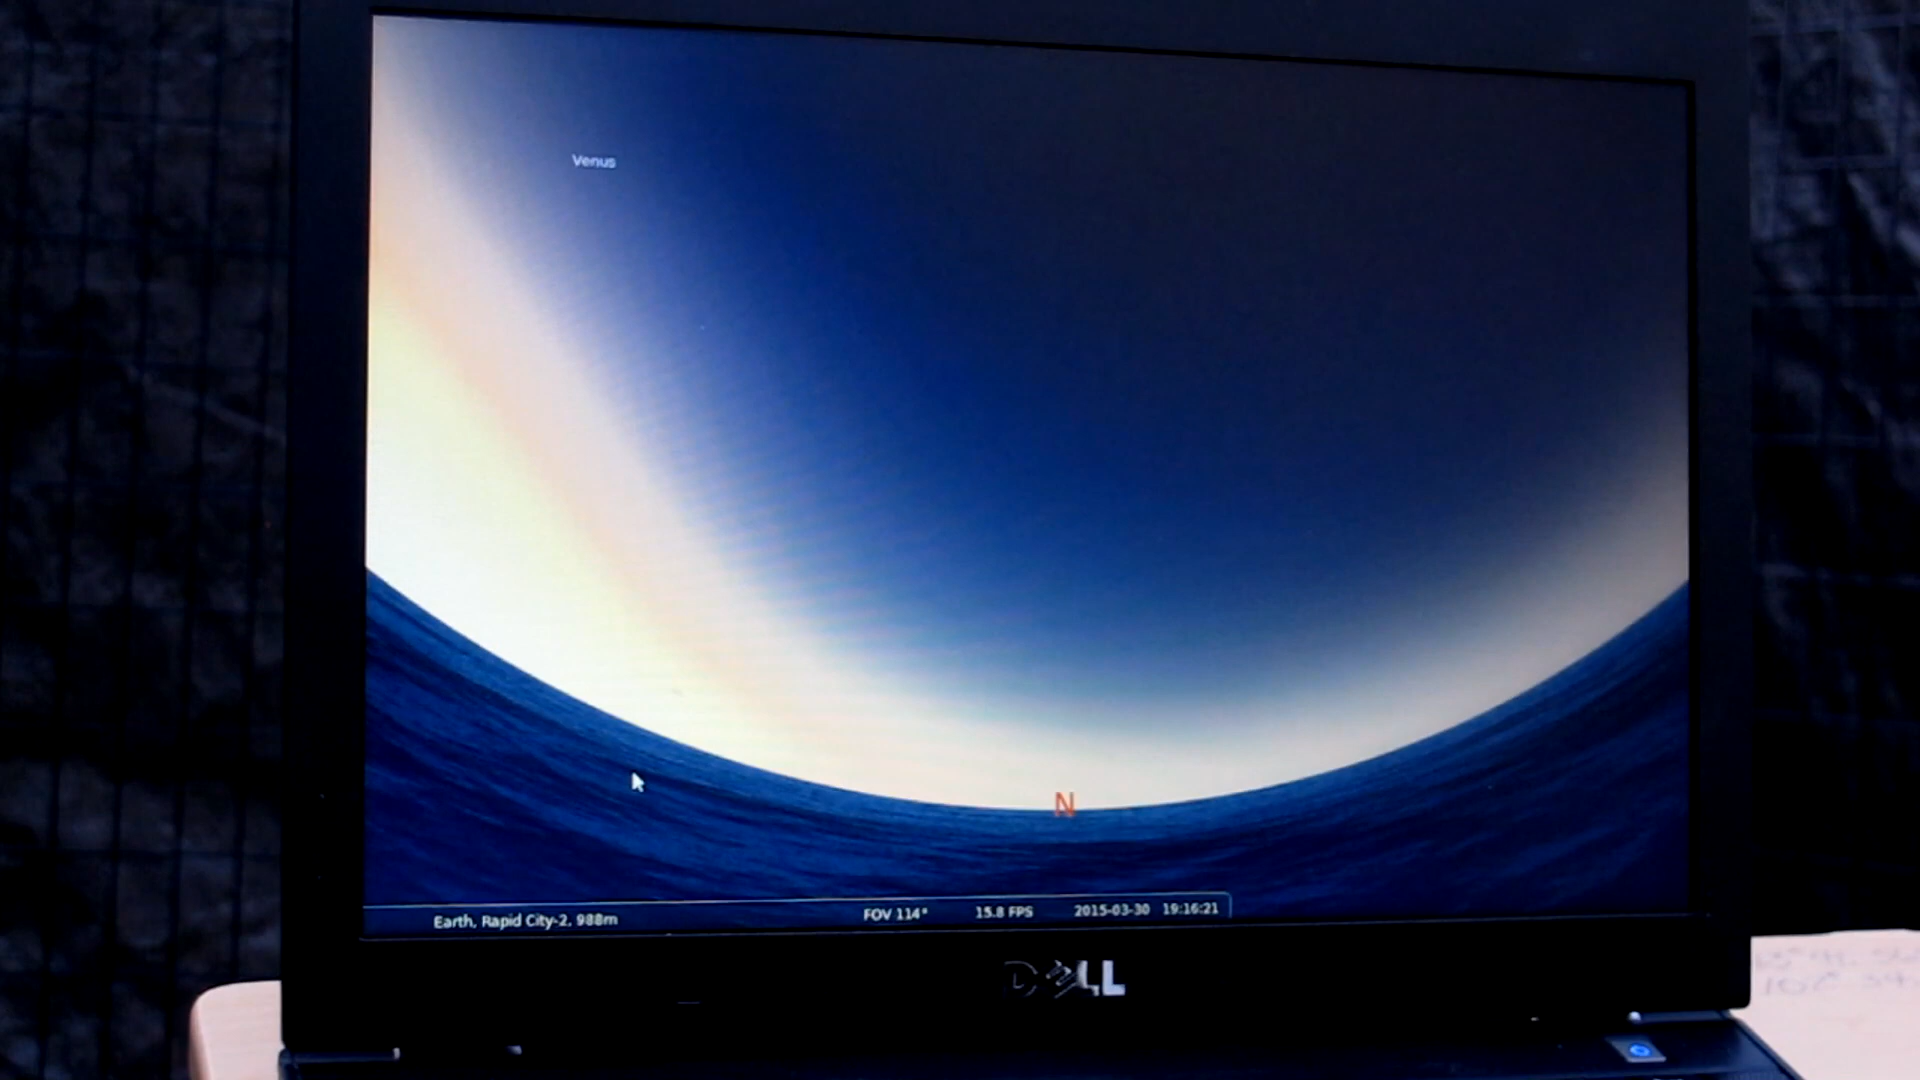 Venus
N
Earth, Rapid City-2, 988m FOV 114° 15.8 FPS 2015-03-30 19:16:21
DELL